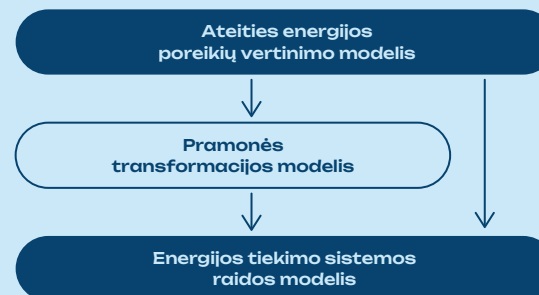 Ateities energijos
poreikių vertinimo modelis
Pramonės
transformacijos modelis
Energijos tiekimo sistemos
raidos modelis